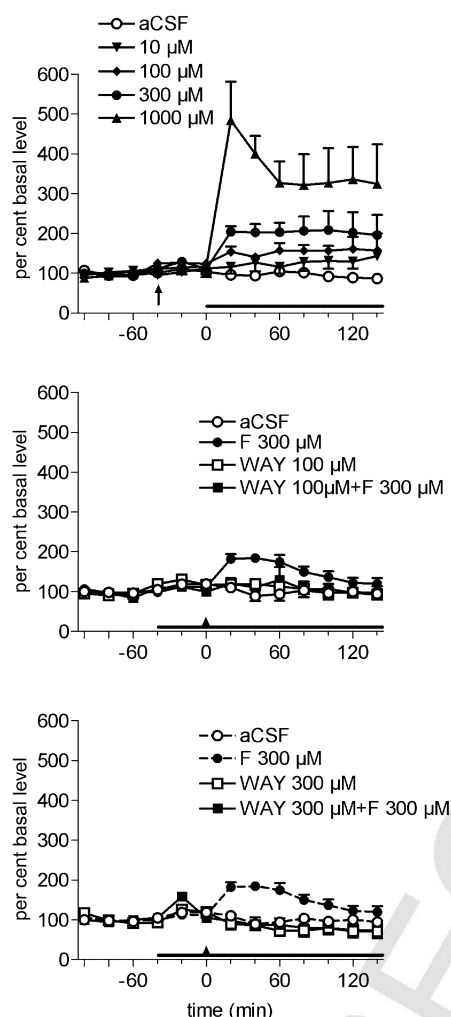 aCSF
10 µM
100 µM
300 µM
1000 µM
per cent basal level
600
500
400
300
200
100
0
-60 0 60 120
aCSF
F 300 µM
WAY 100 µM
WAY 100µM+F 300 µM
per cent basal level
600
500
400
300
200
100
0
-60 0 60 120
aCSF
F 300 µM
WAY 300 µM
WAY 300 µM+F 300 µM
per cent basal level
600
500
400
300
200
100
0
-60 0 60 120
time (min)